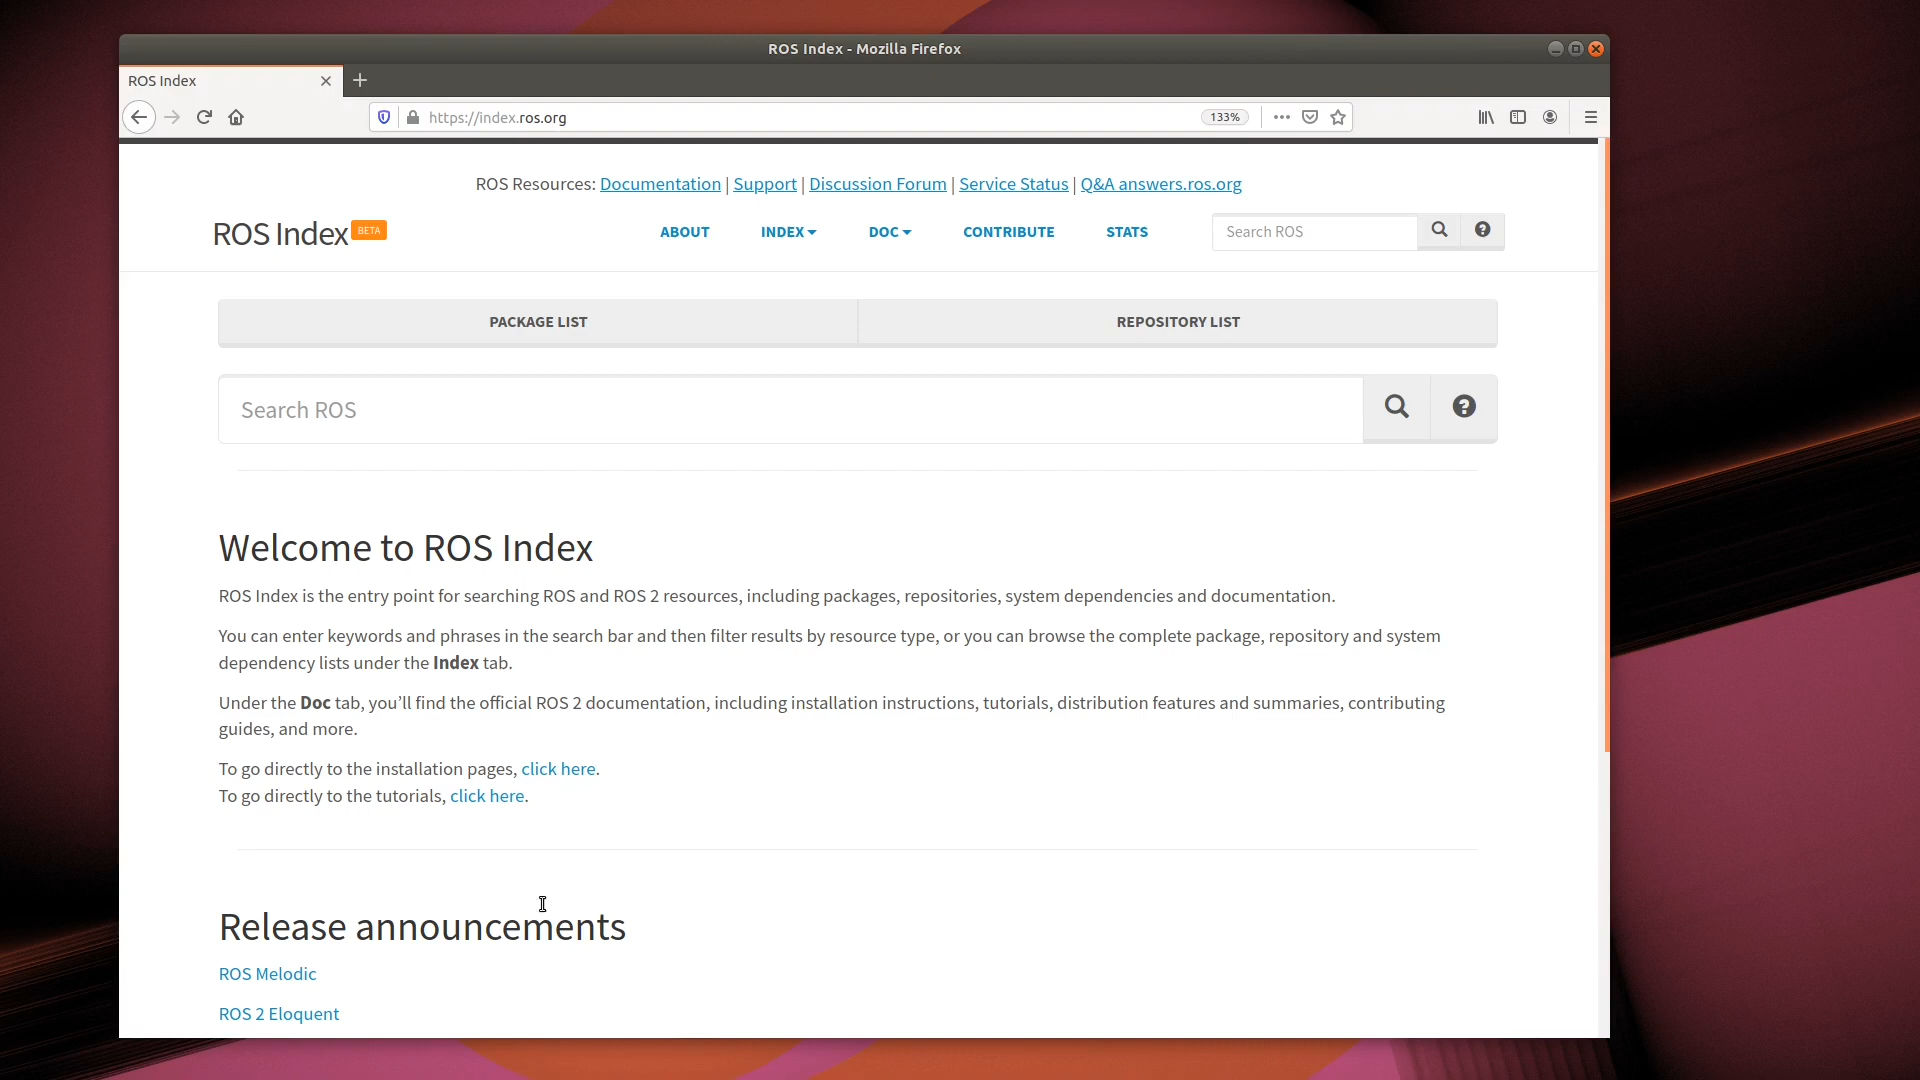 ROS Index - Mozilla Firefox
ROS Index
https://index.ros.org
133%
ROS Resources: Documentation | Support | Discussion Forum | Service Status | Q&A answers.ros.org
ROS Index BETA
ABOUT
INDEX
DOC
CONTRIBUTE
STATS
Search ROS
PACKAGE LIST
REPOSITORY LIST
Search ROS
Welcome to ROS Index
ROS Index is the entry point for searching ROS and ROS 2 resources, including packages, repositories, system dependencies and documentation.
You can enter keywords and phrases in the search bar and then filter results by resource type, or you can browse the complete package, repository and system
dependency lists under the Index tab.
Under the Doc tab, you’ll find the official ROS 2 documentation, including installation instructions, tutorials, distribution features and summaries, contributing
guides, and more.
To go directly to the installation pages, click here.
To go directly to the tutorials, click here.
Release announcements
ROS Melodic
ROS 2 Eloquent